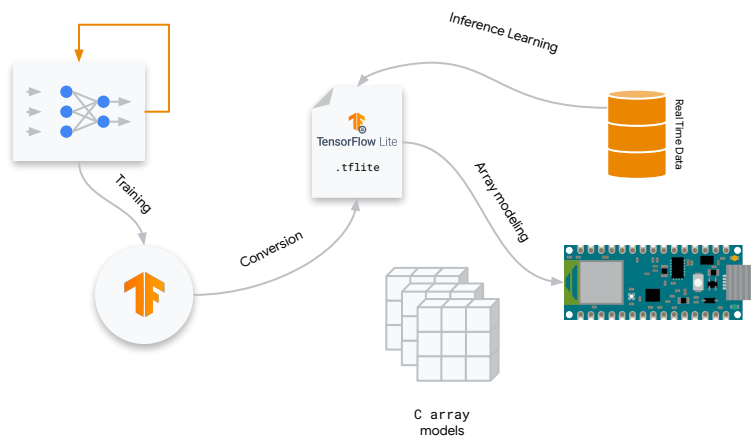 Inference Learning
Real Time Data
TensorFlow Lite
.tflite
Training
Array modeling
Conversion
C array
models